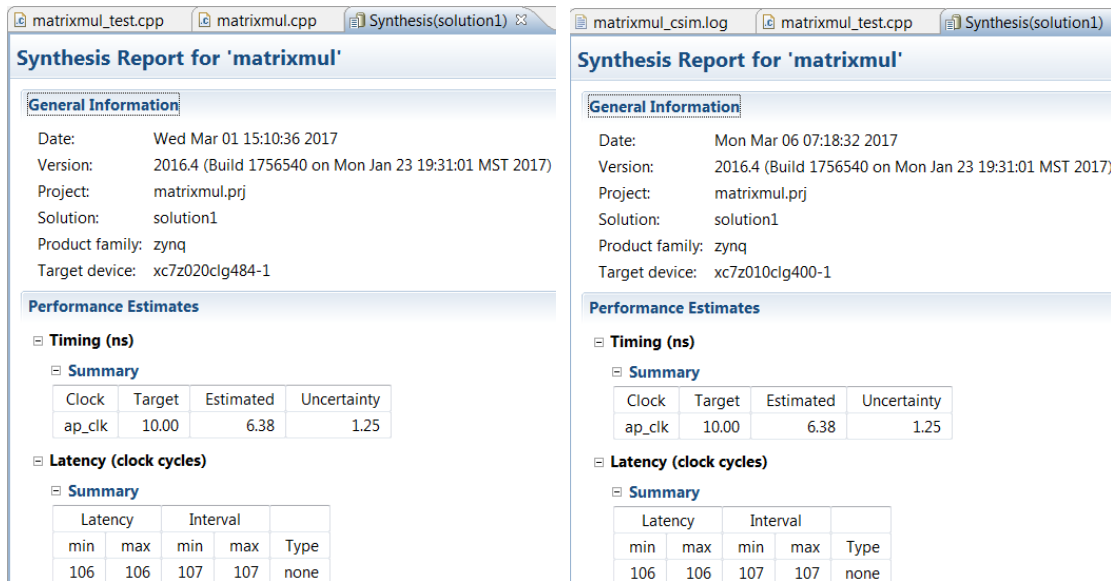 matrixmul_test.cpp matrixmul.cpp Synthesis(solution1)
Synthesis Report for 'matrixmul'
General Information
Date: Wed Mar 01 15:10:36 2017
Version: 2016.4 (Build 1756540 on Mon Jan 23 19:31:01 MST 2017)
Project: matrixmul.prj
Solution: solution1
Product family: zynq
Target device: xc7z020clg484-1
Performance Estimates
Timing (ns)
Summary
Clock Target Estimated Uncertainty
ap_clk 10.00 6.38 1.25
Latency (clock cycles)
Summary
Latency Interval
min max min max Type
106 106 107 107 none
matrixmul_csim.log matrixmul_test.cpp Synthesis(solution1)
Synthesis Report for 'matrixmul'
General Information
Date: Mon Mar 06 07:18:32 2017
Version: 2016.4 (Build 1756540 on Mon Jan 23 19:31:01 MST 2017)
Project: matrixmul.prj
Solution: solution1
Product family: zynq
Target device: xc7z010clg400-1
Performance Estimates
Timing (ns)
Summary
Clock Target Estimated Uncertainty
ap_clk 10.00 6.38 1.25
Latency (clock cycles)
Summary
Latency Interval
min max min max Type
106 106 107 107 none